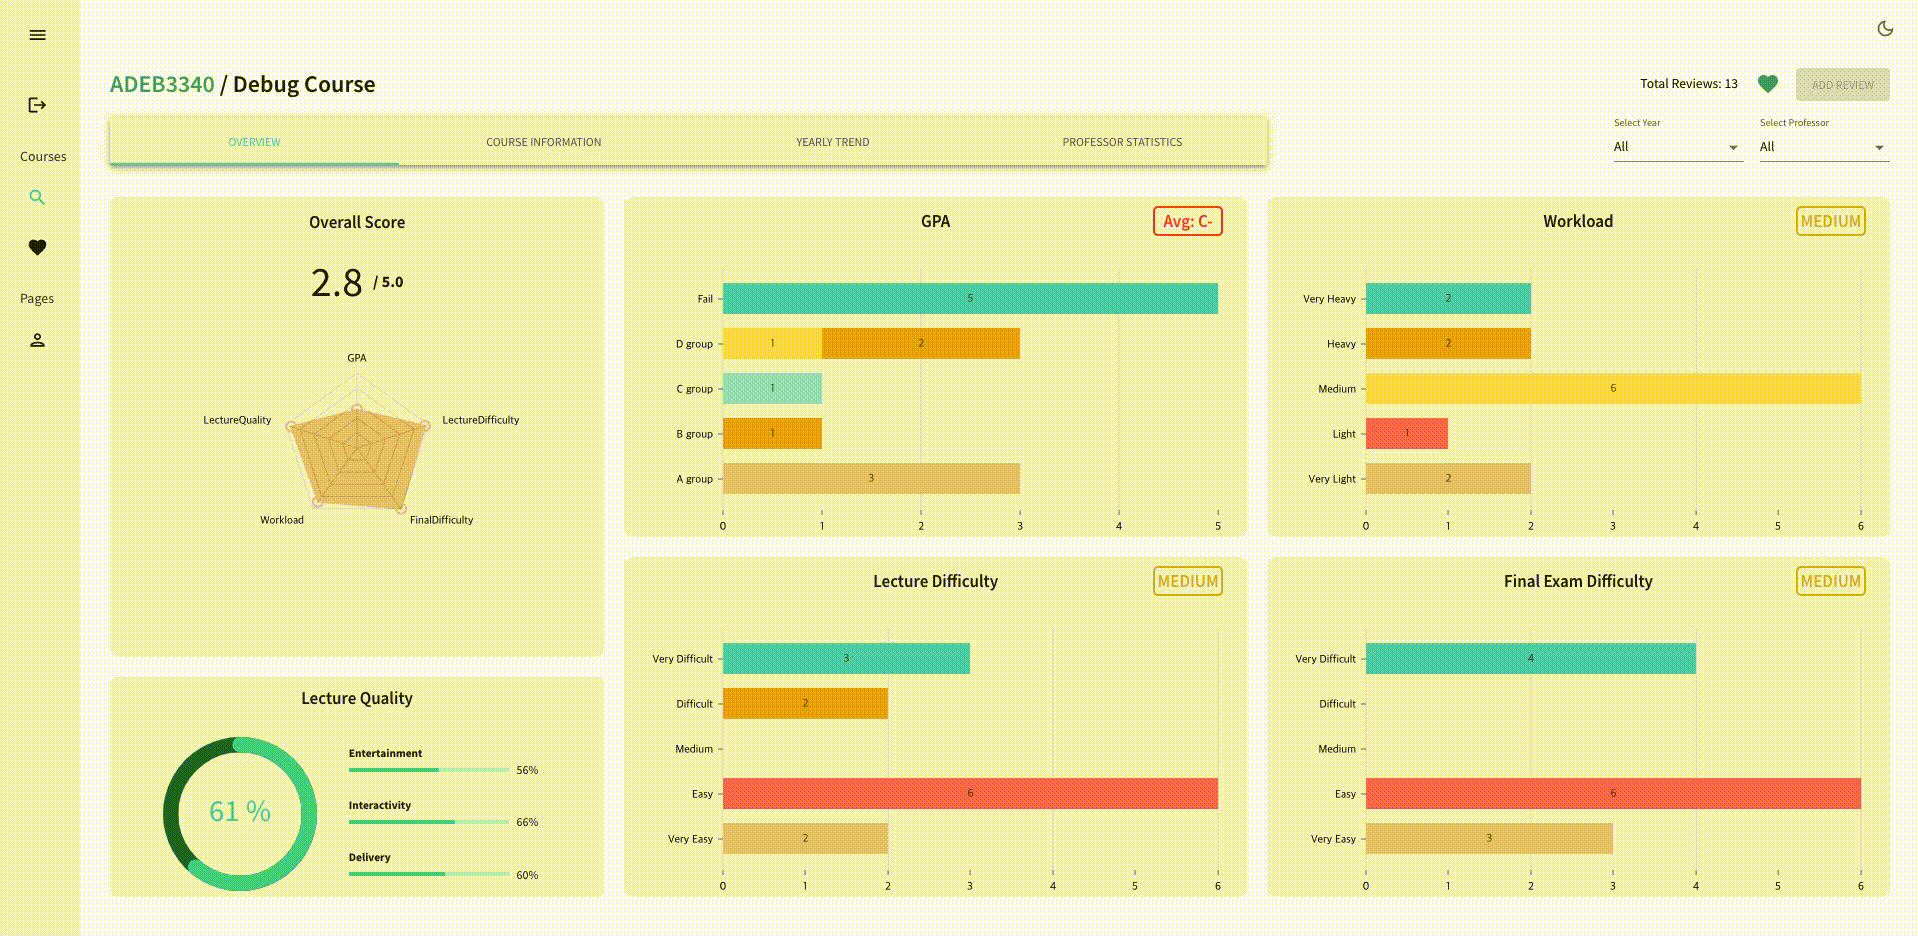 ADEB3340 / Debug Course
Total Reviews: 13
ADD REVIEW
Courses
Pages
OVERVIEW
COURSE INFORMATION
YEARLY TREND
PROFESSOR STATISTICS
Select Year
All
Select Professor
All
Overall Score
2.8 / 5.0
GPA
LectureQuality
LectureDifficulty
Workload
FinalDifficulty
GPA
Avg: C-
Fail 5
D group 1 2
C group 1
B group 1
A group 3
0 1 2 3 4 5
Workload
MEDIUM
Very Heavy 2
Heavy 2
Medium 6
Light 1
Very Light 2
0 1 2 3 4 5 6
Lecture Quality
61 %
Entertainment
56%
Interactivity
66%
Delivery
60%
Lecture Difficulty
MEDIUM
Very Difficult 3
Difficult 2
Medium
Easy 6
Very Easy 2
0 1 2 3 4 5 6
Final Exam Difficulty
MEDIUM
Very Difficult 4
Difficult
Medium
Easy 6
Very Easy 3
0 1 2 3 4 5 6